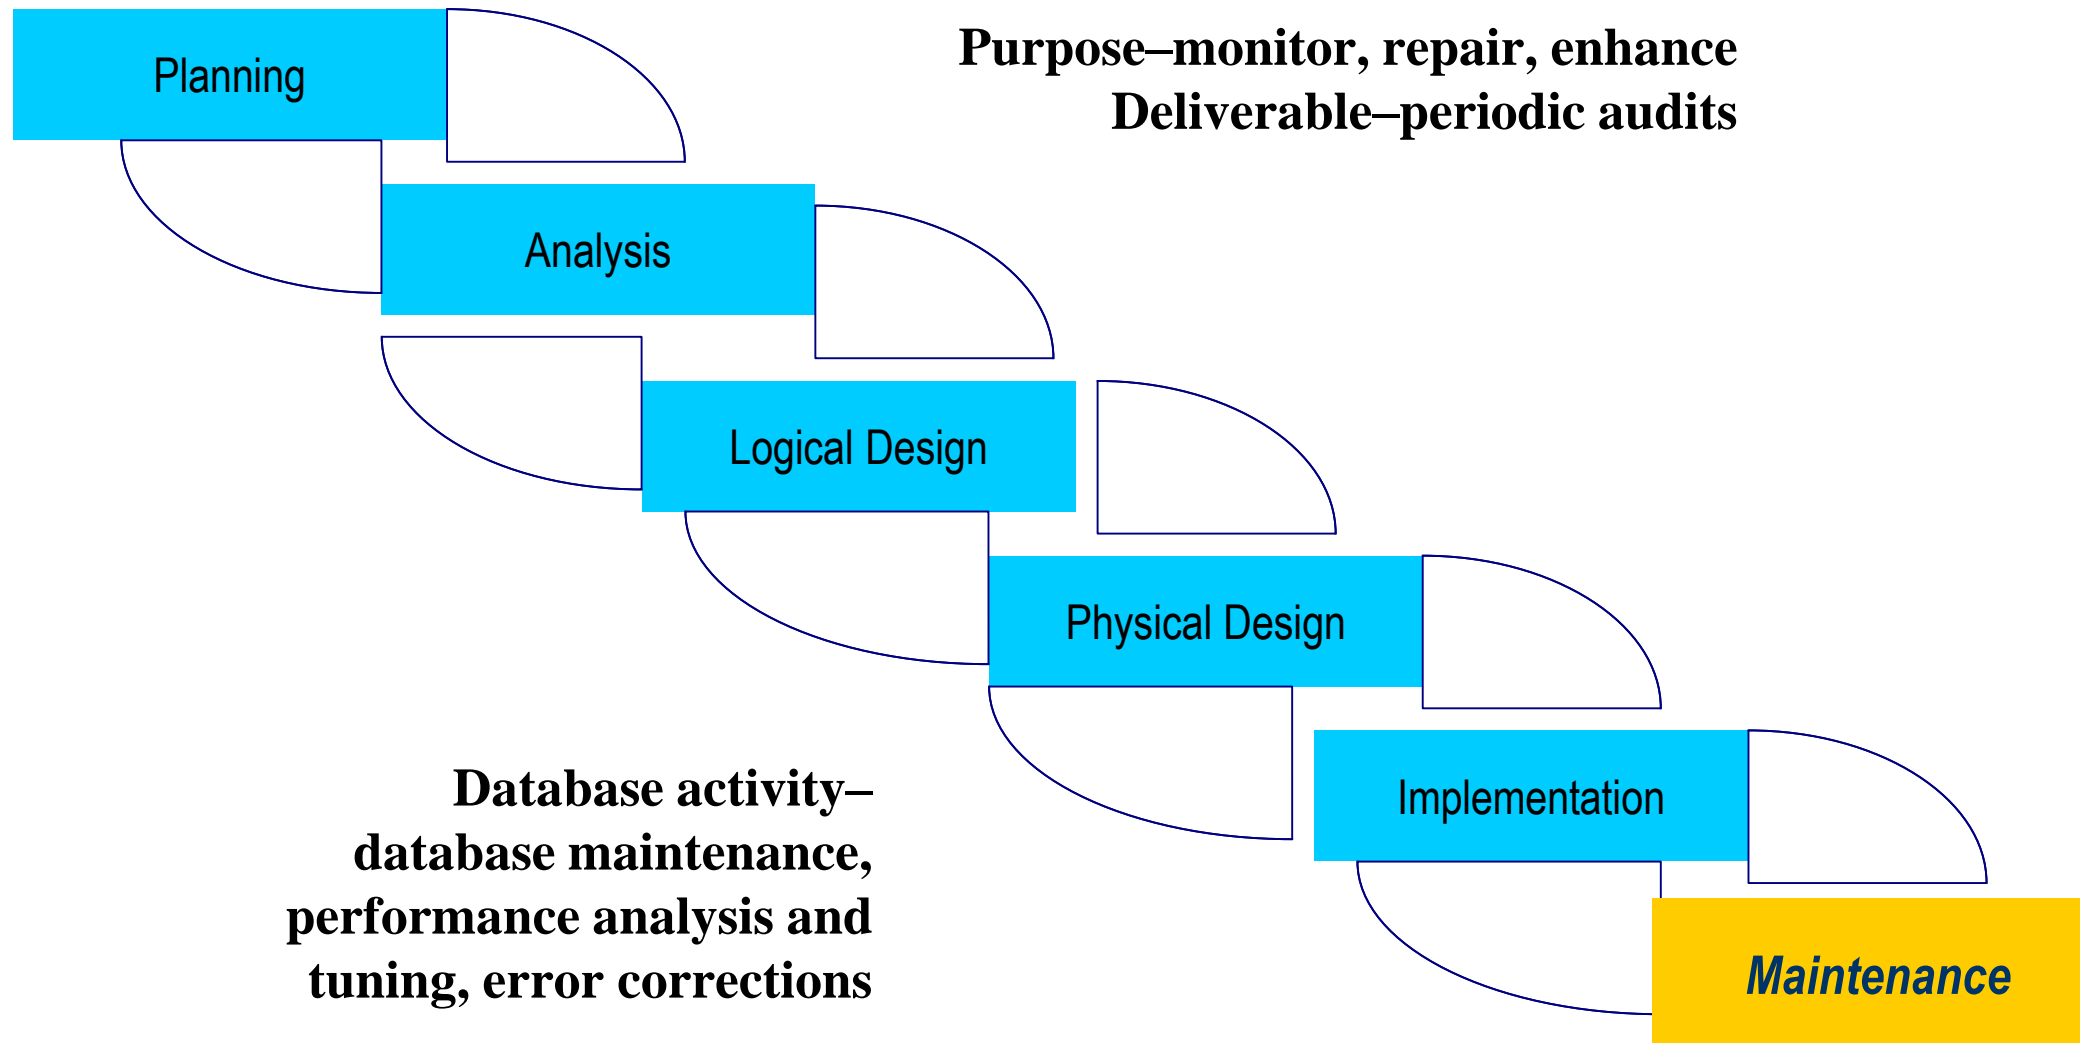 Planning
Purpose–monitor, repair, enhance
Deliverable–periodic audits
Analysis
Logical Design
Physical Design
Implementation
Database activity–
database maintenance,
performance analysis and
tuning, error corrections
Maintenance